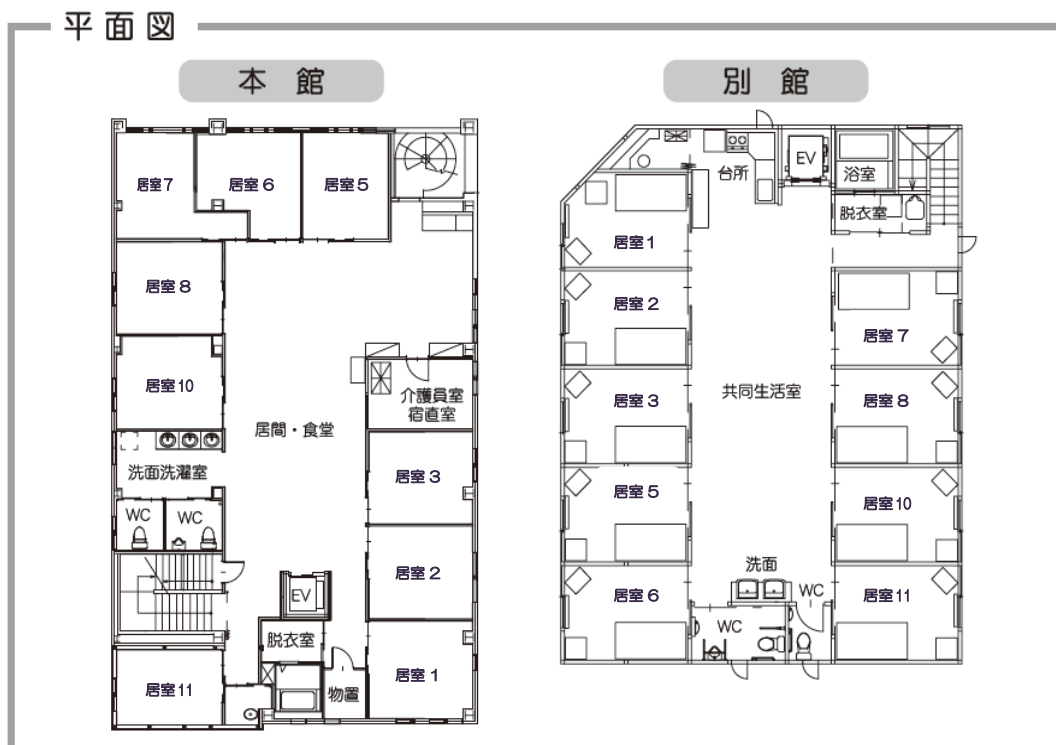 平面図
本館
居室7
居室6
居室5
居室8
居室10
介護員室
宿直室
居間・食堂
洗面洗濯室
居室3
WC
WC
居室2
EV
脱衣室
居室11
物置
居室1
別館
台所
EV
浴室
脱衣室
居室1
居室2
居室7
居室3
共同生活室
居室8
居室5
居室10
洗面
居室6
WC
居室11
WC